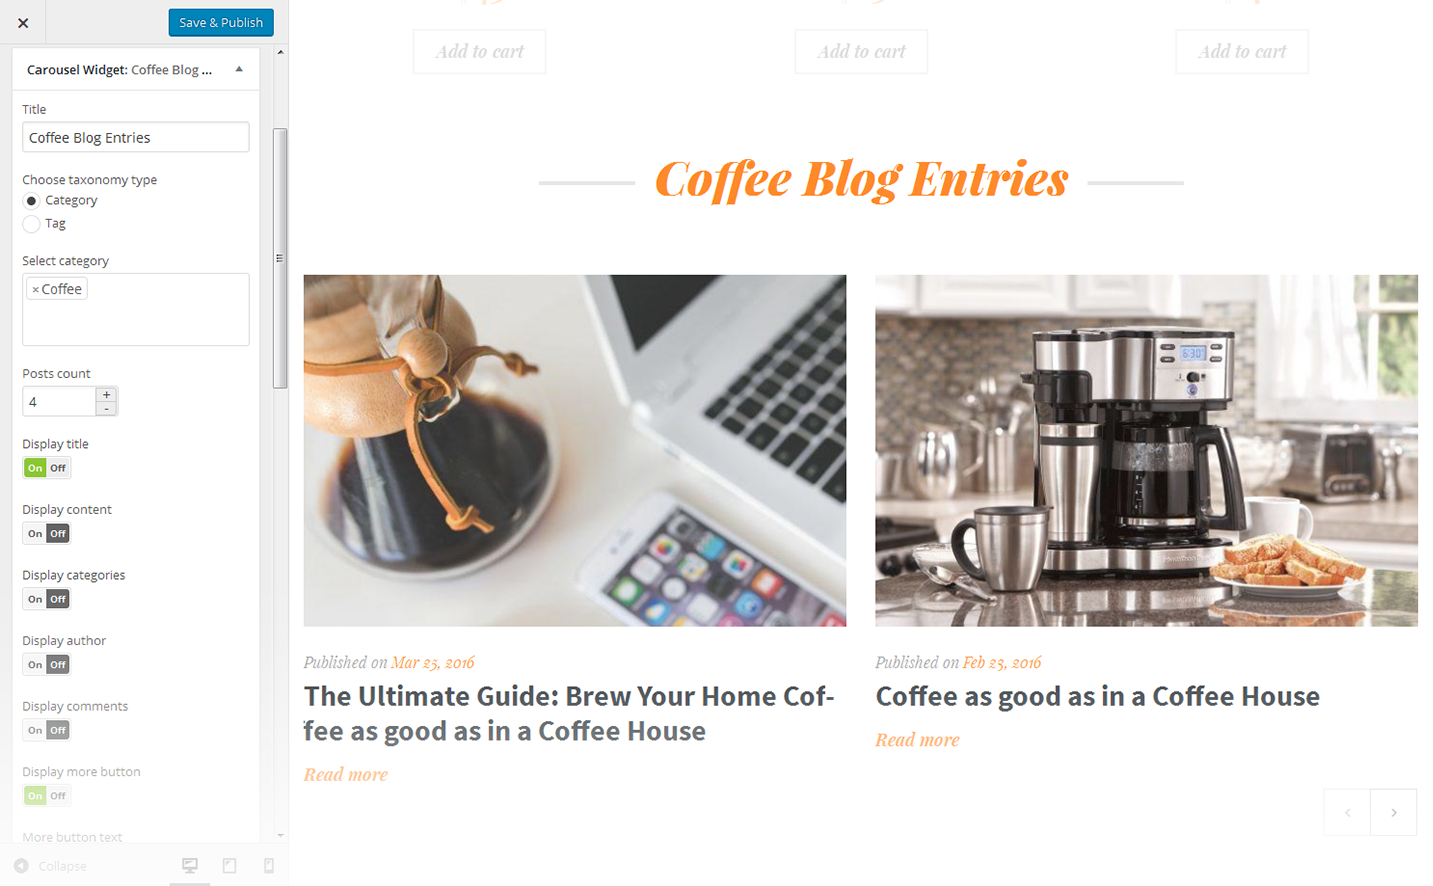 Save & Publish
Carousel Widget: Coffee Blog ...
Title
Coffee Blog Entries
Choose taxonomy type
Category
Tag
Select category
× Coffee
Posts count
4
+
-
Display title
On Off
Display content
On Off
Display categories
On Off
Display author
On Off
Display comments
On Off
Display more button
On Off
More button text
Collapse
Add to cart
Add to cart
Add to cart
Coffee Blog Entries
6:30
Published on Mar 25, 2016
The Ultimate Guide: Brew Your Home Cof-
fee as good as in a Coffee House
Read more
Published on Feb 23, 2016
Coffee as good as in a Coffee House
Read more